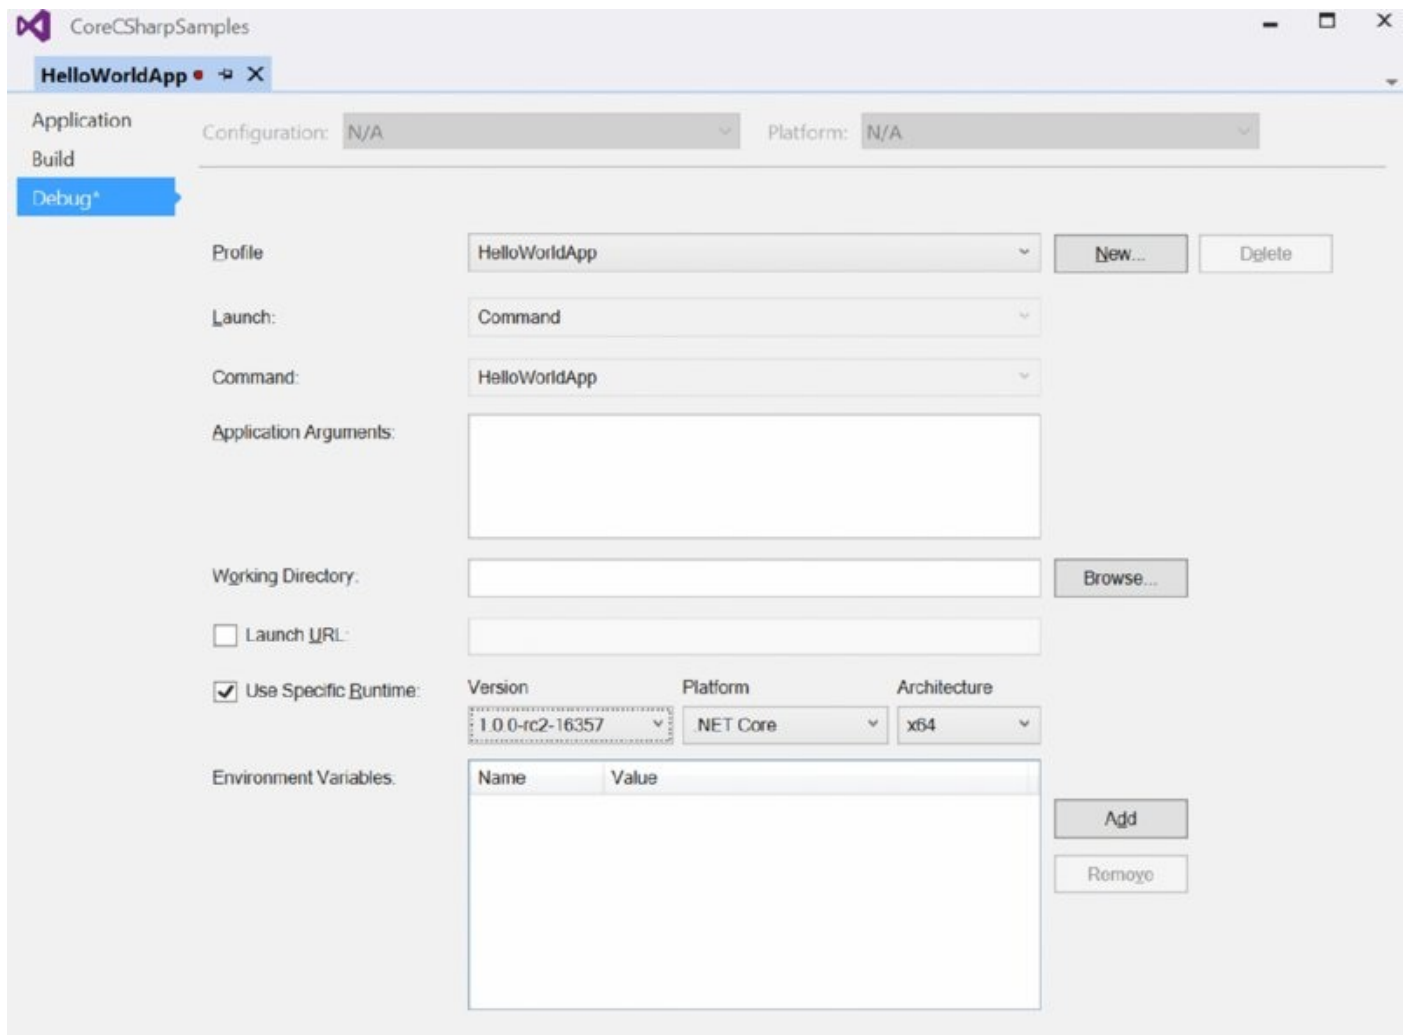 CoreCSharpSamples
HelloWorldApp
Application
Build
Debug*
Configuration: N/A Platform: N/A
Profile HelloWorldApp New... Delete
Launch: Command
Command: HelloWorldApp
Application Arguments:
Working Directory: Browse...
Launch URL:
Use Specific Runtime: Version Platform Architecture
1.0.0-rc2-16357 .NET Core x64
Environment Variables: Name Value
Add
Remove